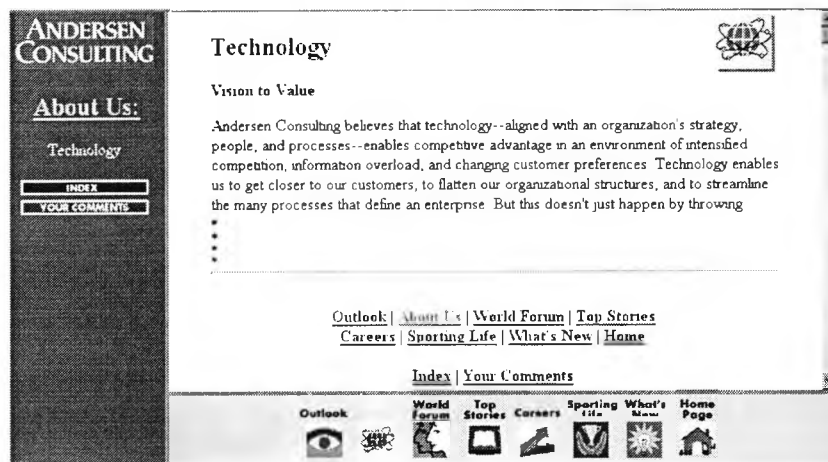 ANDERSEN
CONSULTING
About Us:
Technology
INDEX
YOUR COMMENTS
Technology
Vision to Value
Andersen Consulting believes that technology--aligned with an organization's strategy,
people, and processes--enables competitive advantage in an environment of intensified
competition, information overload, and changing customer preferences Technology enables
us to get closer to our customers, to flatten our organizational structures, and to streamline
the many processes that define an enterprise But this doesn't just happen by throwing
Outlook | About Us | World Forum | Top Stories
Careers | Sporting Life | What's New | Home
Index | Your Comments
Outlook World Forum Top Stories Careers Sporting Life What's New Home Page